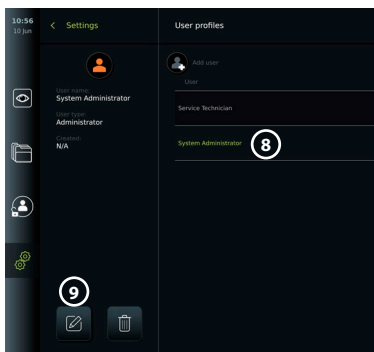 10:56
10 Jun
Settings
User name:
System Administrator
User type:
Administrator
Created:
N/A
9
User profiles
Add user
User
Service Technician
System Administrator
8